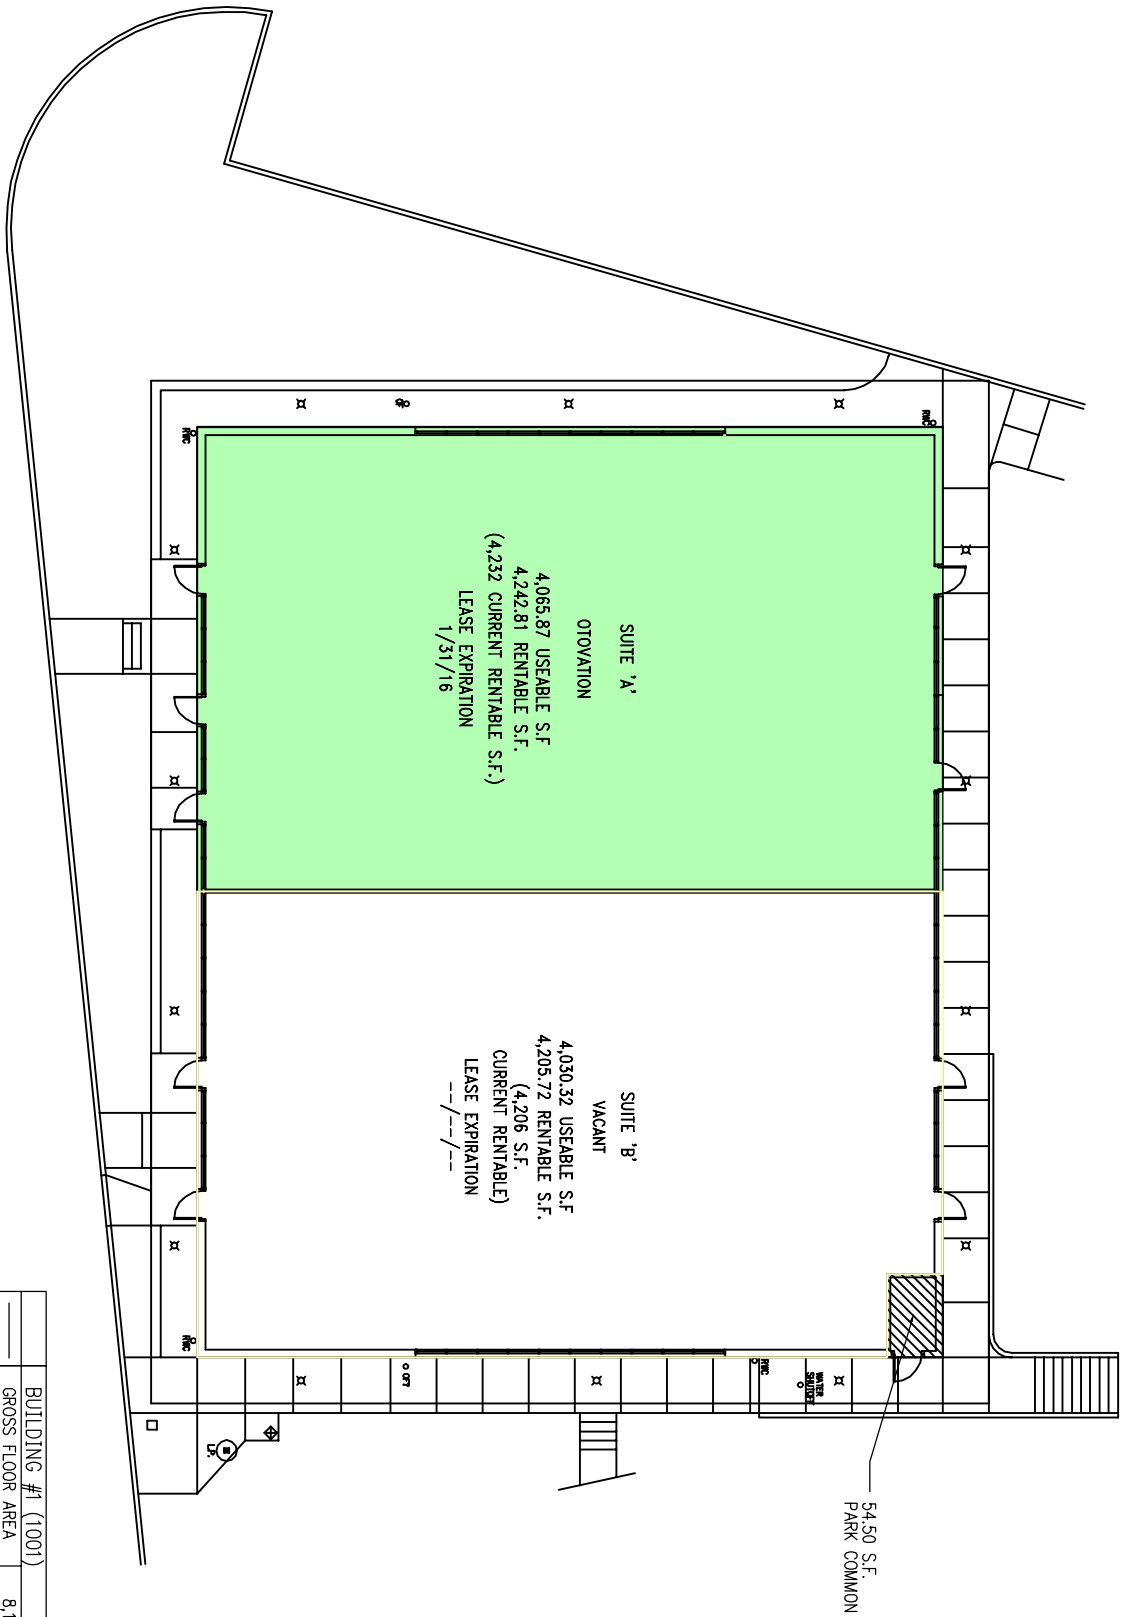 SUITE 'A'
OTOVATION
4,065.87 USEABLE S.F
4,242.81 RENTABLE S.F.
(4,232 CURRENT RENTABLE S.F.)
LEASE EXPIRATION
1/31/16
SUITE 'B'
VACANT
4,030.32 USEABLE S.F
4,205.72 RENTABLE S.F.
(4,206 S.F.
CURRENT RENTABLE)
LEASE EXPIRATION
--/--/--
54.50 S.F.
PARK COMMON
RWC
RWC
RWC
RWC
WATER
SHUTOFF
L.P.
BUILDING #1 (1001)
GROSS FLOOR AREA